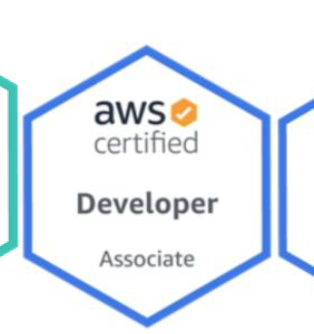 aws
certified
Developer
Associate